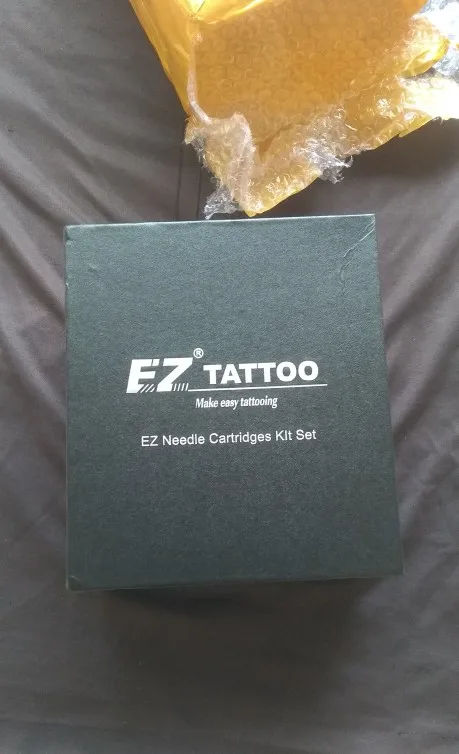 EZ® TATTOO
Make easy tattooing
EZ Needle Cartridges KIt Set